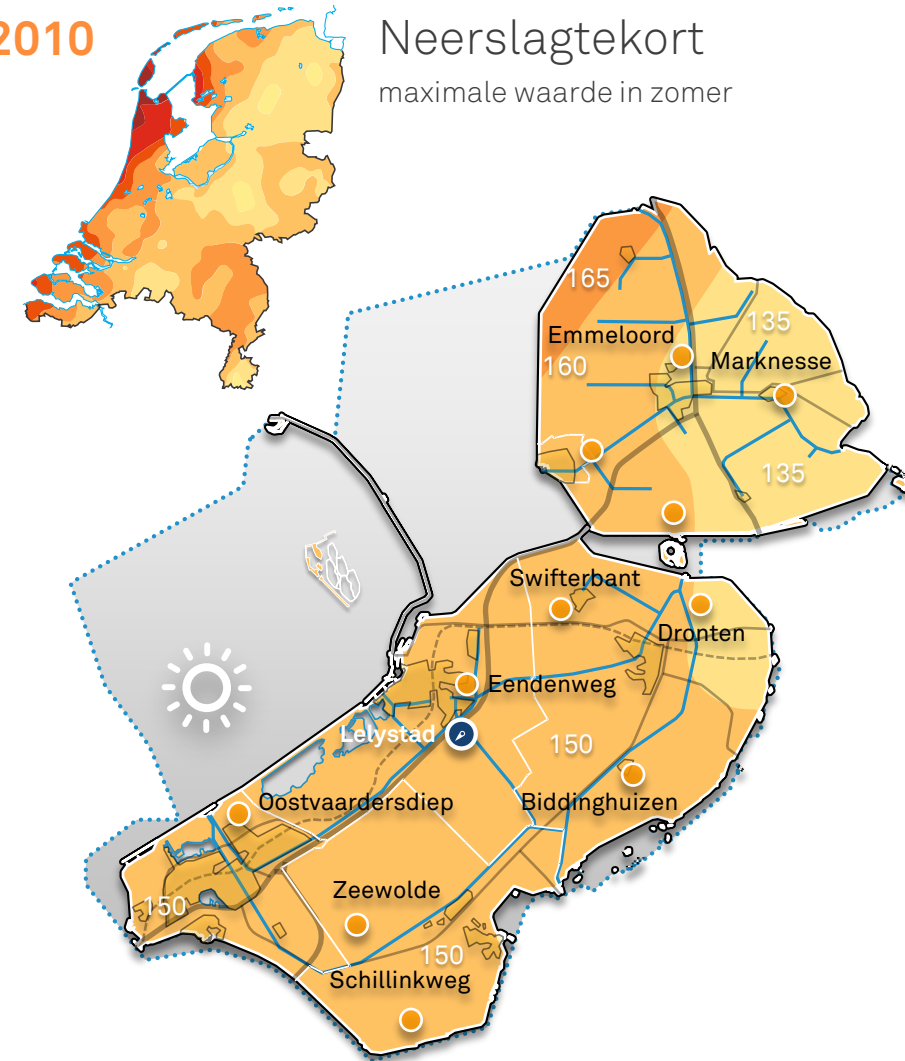 2010
Neerslagtekort
maximale waarde in zomer
165
135
Emmeloord
Marknesse
160
135
Swifterbant
Dronten
Eendenweg
Lelystad
150
Oostvaardersdiep
Biddinghuizen
Zeewolde
150
150
Schillinkweg